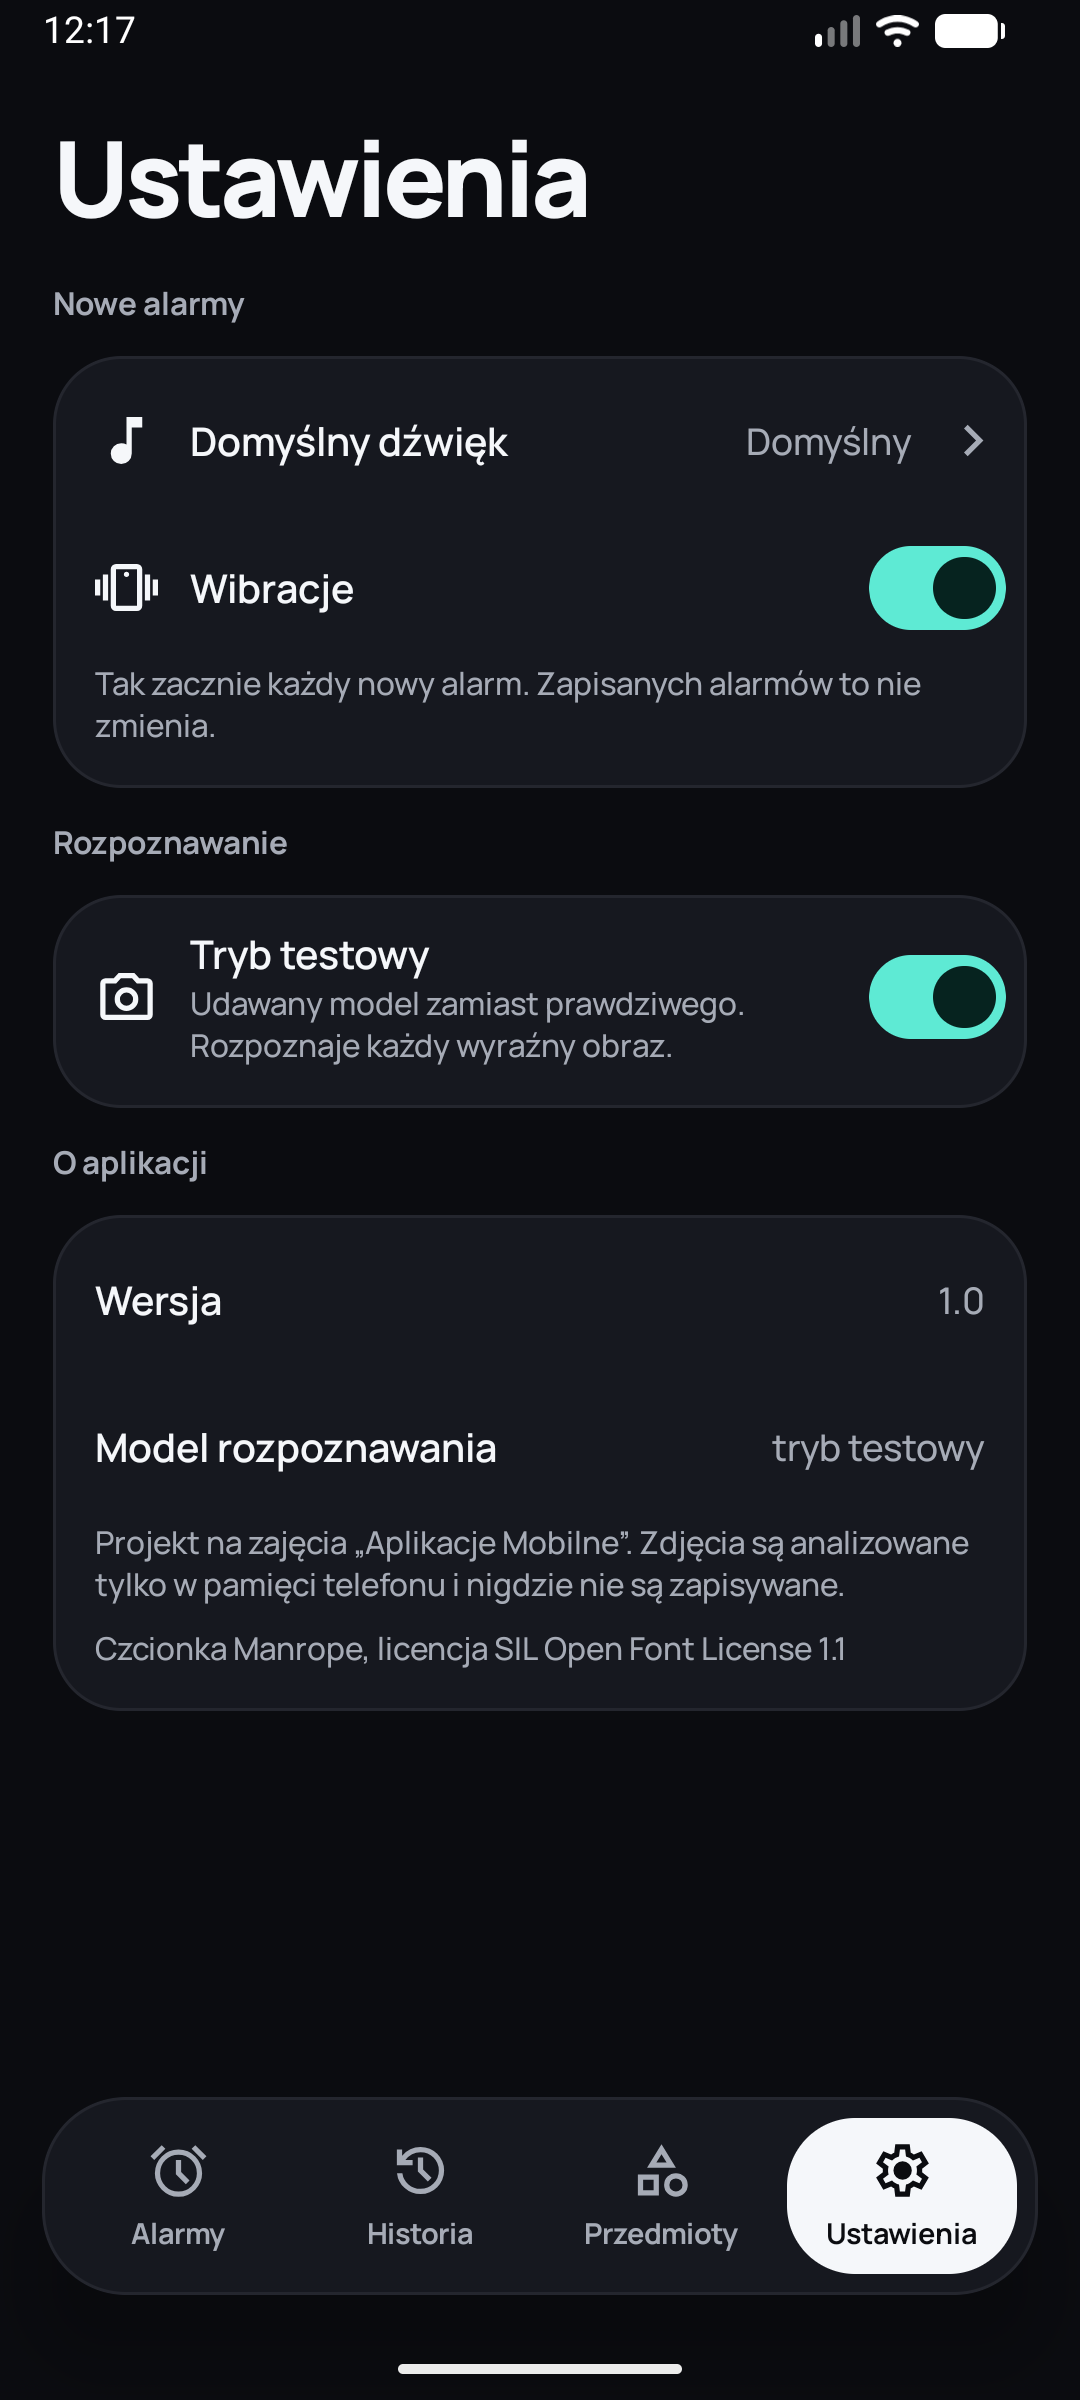 12:17
Ustawienia
Nowe alarmy
Domyślny dźwięk
Domyślny
Wibracje
Tak zacznie każdy nowy alarm. Zapisanych alarmów to nie
zmienia.
Rozpoznawanie
Tryb testowy
Udawany model zamiast prawdziwego.
Rozpoznaje każdy wyraźny obraz.
O aplikacji
Wersja
1.0
Model rozpoznawania
tryb testowy
Projekt na zajęcia „Aplikacje Mobilne”. Zdjęcia są analizowane
tylko w pamięci telefonu i nigdzie nie są zapisywane.
Czcionka Manrope, licencja SIL Open Font License 1.1
Alarmy
Historia
Przedmioty
Ustawienia